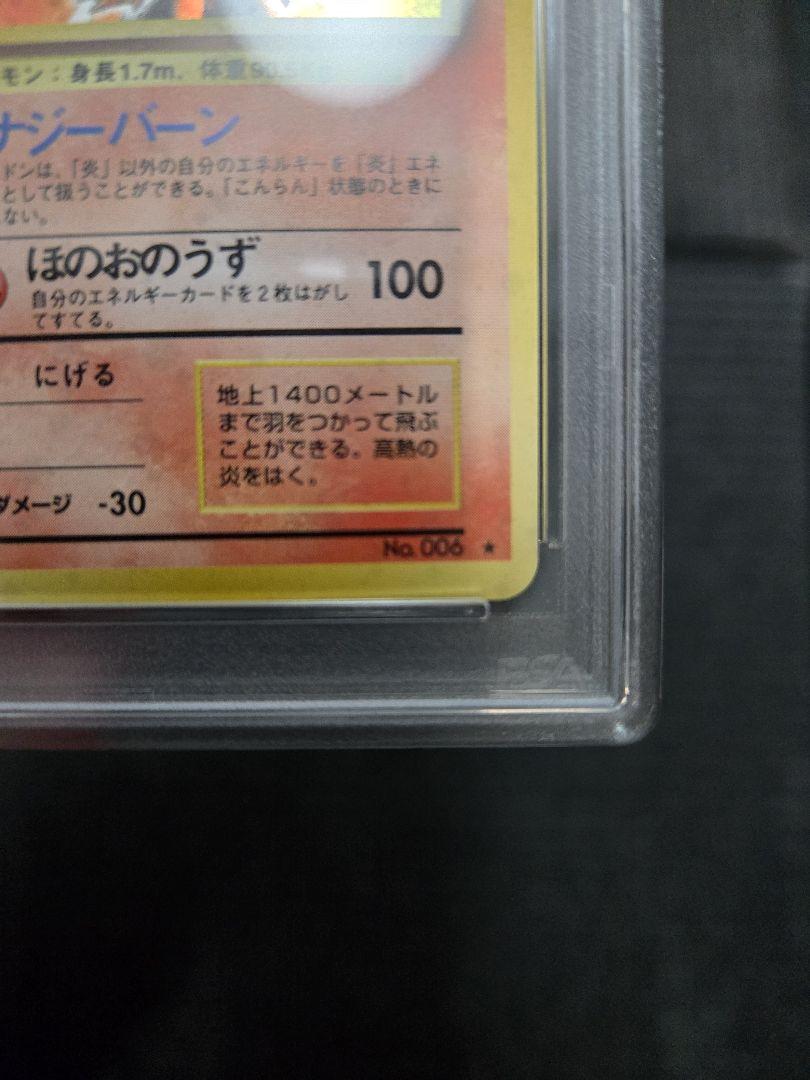 モン：身長1.7m、体重90.5
ナジーバーン
ドンは、「炎」以外の自分のエネルギーを「炎」エネ
として扱うことができる。「こんらん」状態のときに
ない。
ほのおのうず 100
自分のエネルギーカードを２枚はがし
てすてる。
にげる
地上1400メートル
まで羽をつかって飛ぶ
ことができる。高熱の
炎をはく。
ダメージ -30
No. 006 ★
PSA